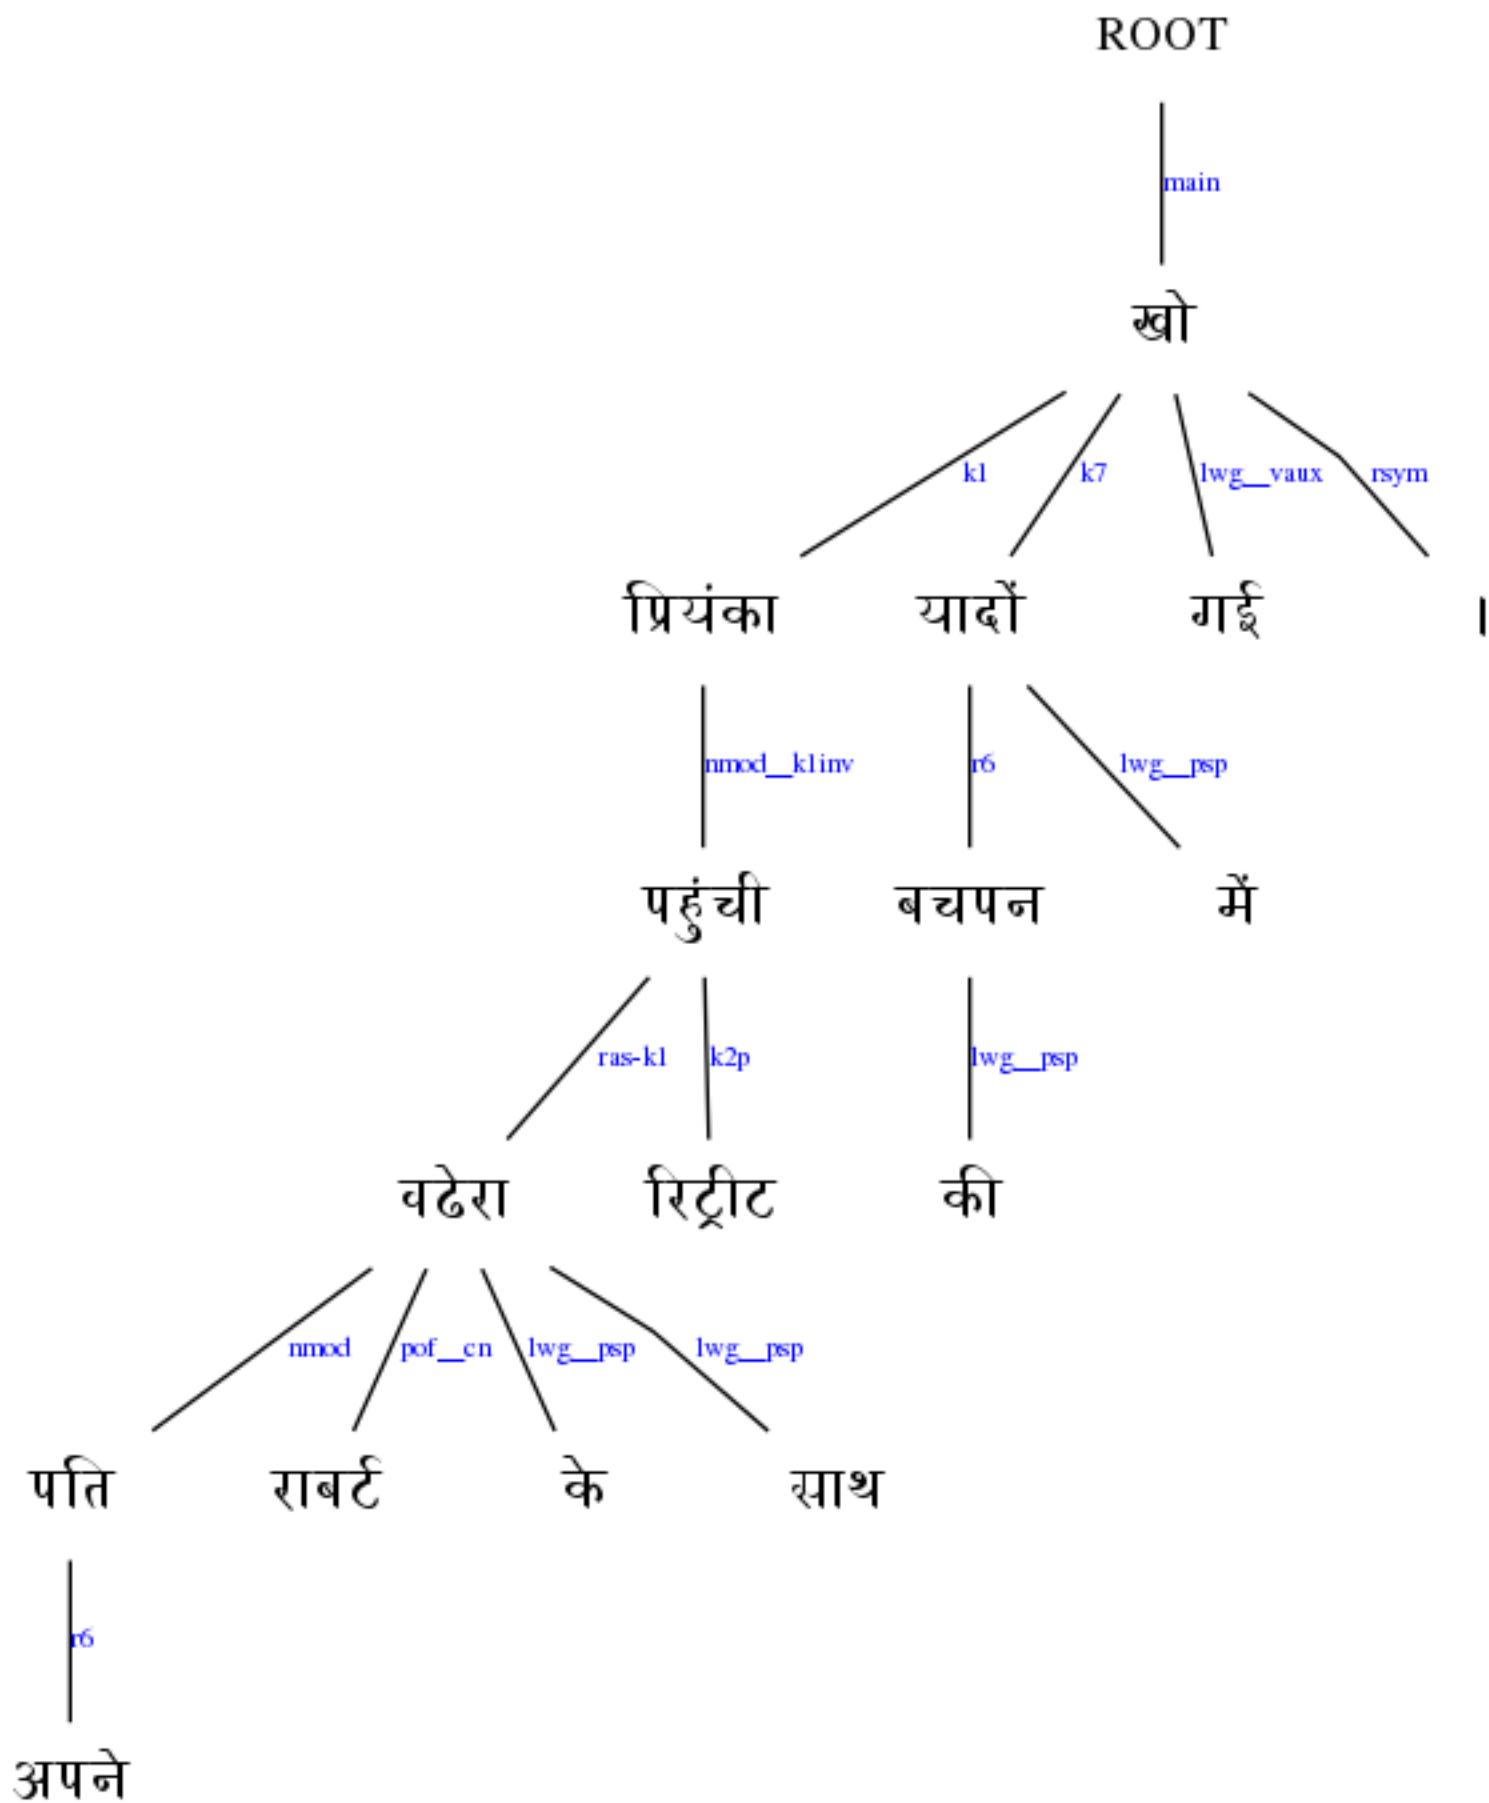 ROOT
main
खो
k1 k7 lwg__vaux rsym
प्रियंका यादों गई ।
nmod__k1inv r6 lwg__psp
पहुंची बचपन में
ras-k1 k2p lwg__psp
वढेरा रिट्रीट की
nmod pof__cn lwg__psp lwg__psp
पति राबर्ट के साथ
r6
अपने